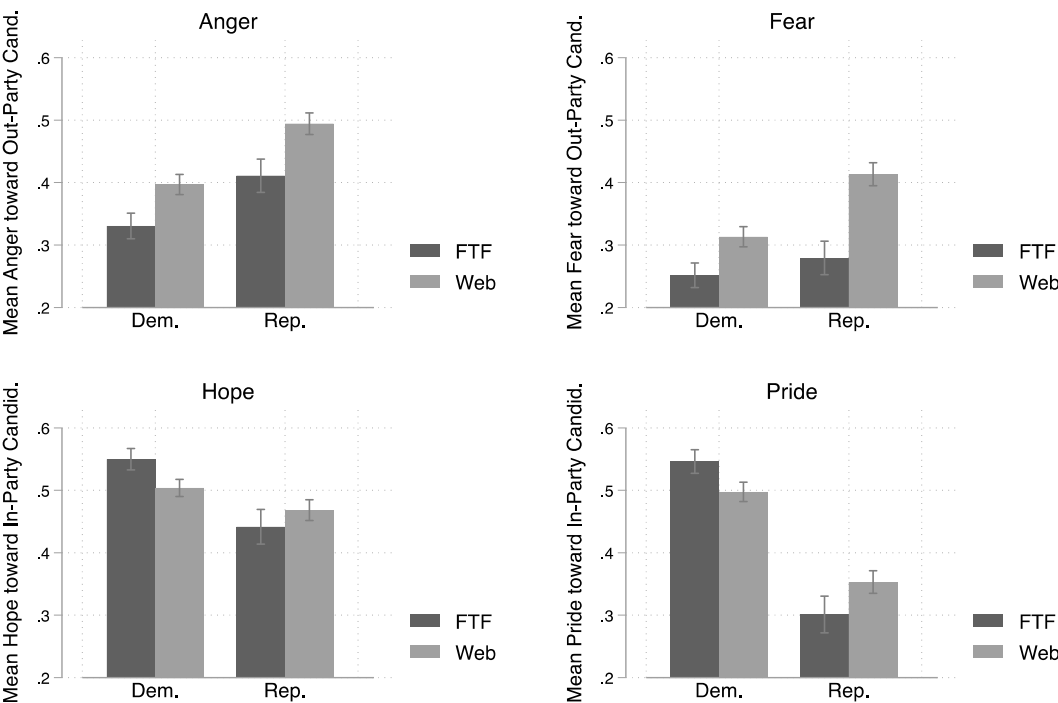 Anger
Mean Anger toward Out-Party Cand.
.6
.5
.4
.3
.2
Dem.
Rep.
FTF
Web
Fear
Mean Fear toward Out-Party Cand.
.6
.5
.4
.3
.2
Dem.
Rep.
FTF
Web
Hope
Mean Hope toward In-Party Candid.
.6
.5
.4
.3
.2
Dem.
Rep.
FTF
Web
Pride
Mean Pride toward In-Party Candid.
.6
.5
.4
.3
.2
Dem.
Rep.
FTF
Web